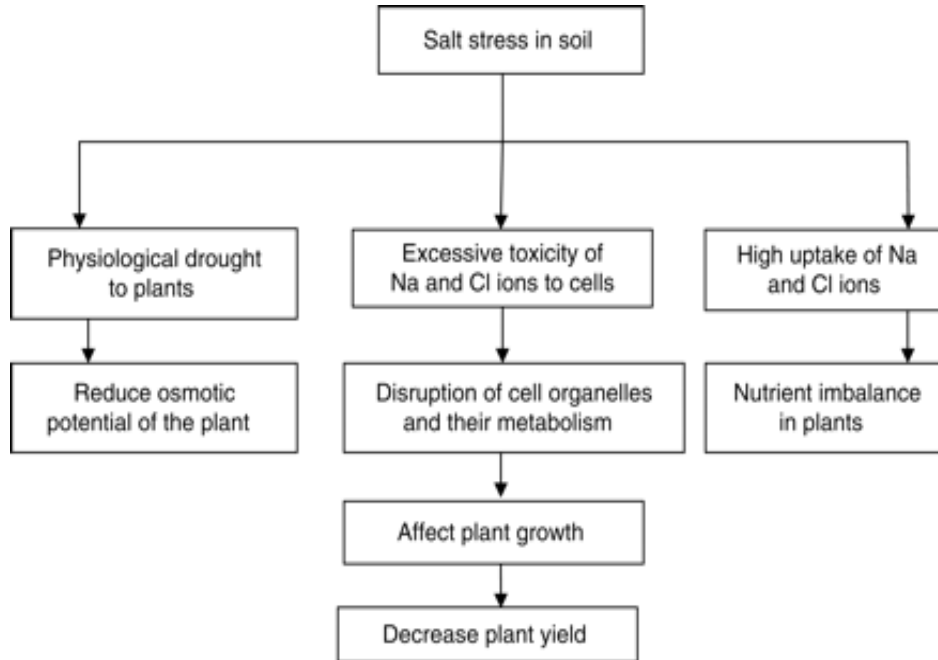 Salt stress in soil
Physiological drought
to plants
Excessive toxicity of
Na and Cl ions to cells
High uptake of Na
and Cl ions
Reduce osmotic
potential of the plant
Disruption of cell organelles
and their metabolism
Nutrient imbalance
in plants
Affect plant growth
Decrease plant yield